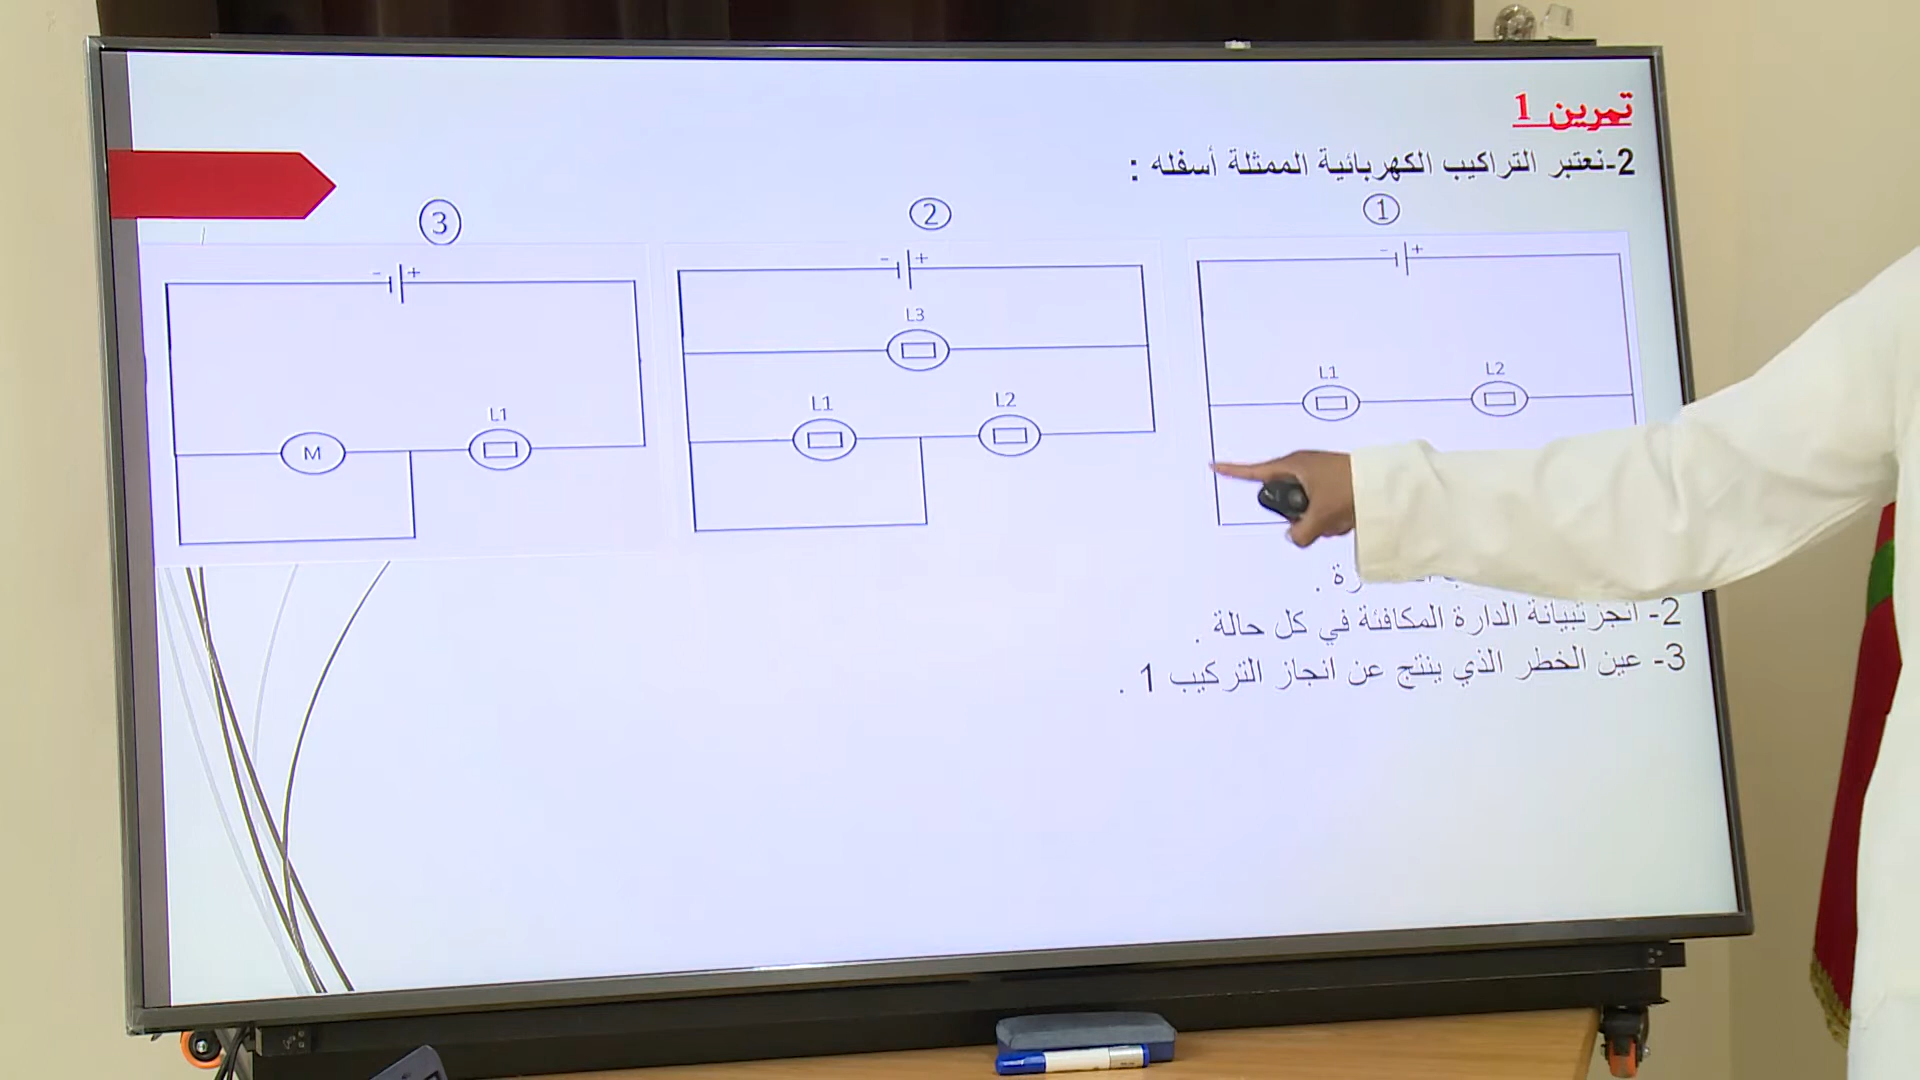 تمرين 1
2-نعتبر التراكيب الكهربائية الممثلة أسفله :
1
- +
L1 L2
2
- +
L3
L1 L2
3
- +
M L1
2- أنجز تبيانة الدارة المكافئة في كل حالة .
3- عين الخطر الذي ينتج عن انجاز التركيب 1 .